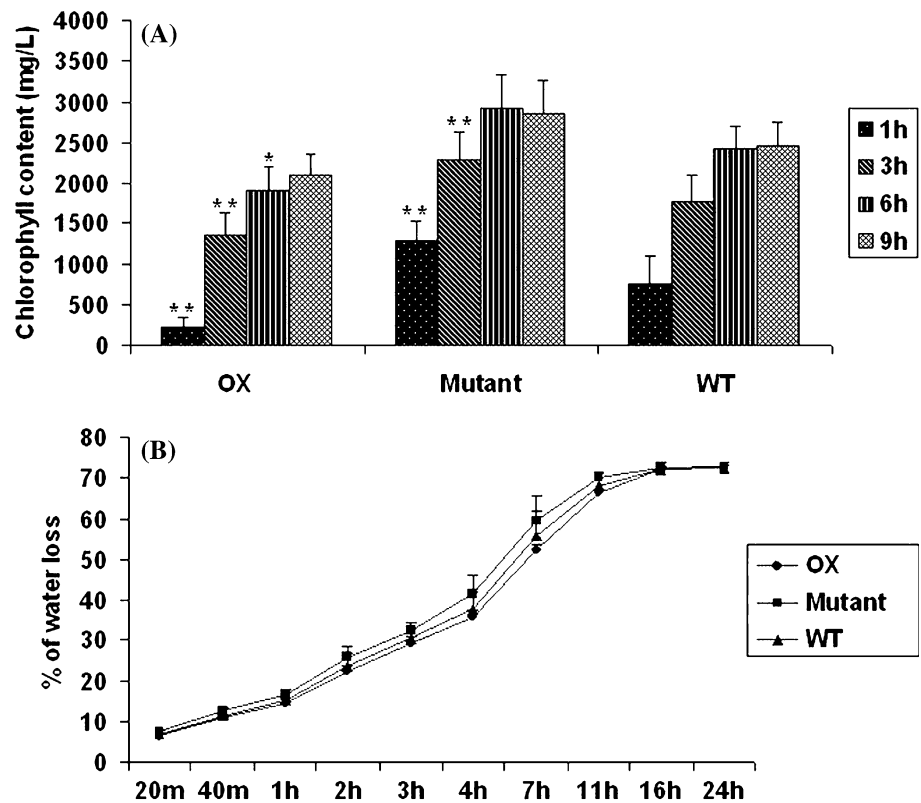 (A)
Chlorophyll content (mg/L)
4000
3500
3000
2500
2000
1500
1000
500
0
**
**
*
**
**
OX
Mutant
WT
1h
3h
6h
9h
(B)
% of water loss
80
70
60
50
40
30
20
10
0
20m 40m 1h 2h 3h 4h 7h 11h 16h 24h
OX
Mutant
WT